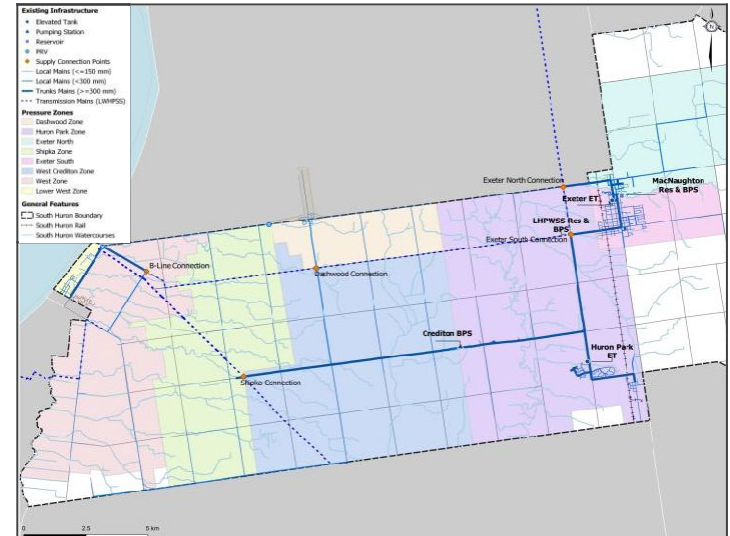 Existing Infrastructure
Elevated Tank
Pumping Station
Reservoir
PRV
Supply Connection Points
Local Mains (<=150 mm)
Local Mains (<300 mm)
Trunks Mains (>=300 mm)
Transmission Mains (LWHPSS)
Pressure Zones
Dashwood Zone
Huron Park Zone
Exeter North
Shipka Zone
Exeter South
West Crediton Zone
West Zone
Lower West Zone
General Features
South Huron Boundary
South Huron Rail
South Huron Watercourses
N
Exeter North Connection
MacNaughton
Res & BPS
Exeter ET
LHPWSS Res &
BPS
Exeter South Connection
B-Line Connection
Dashwood Connection
Crediton BPS
Huron Park
ET
Shipka Connection
0 2.5 5 km